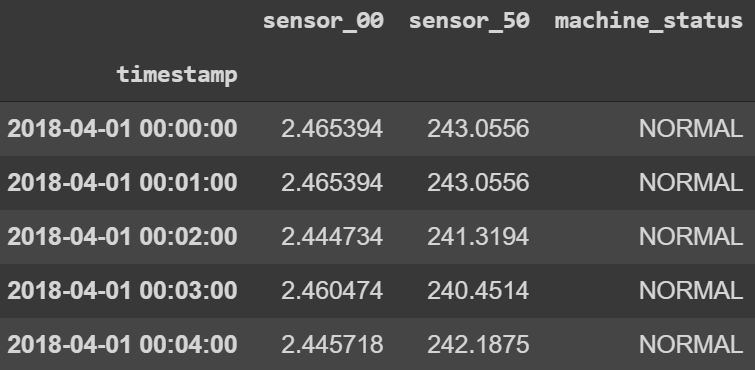 sensor_00 sensor_50 machine_status
timestamp
2018-04-01 00:00:00 2.465394 243.0556 NORMAL
2018-04-01 00:01:00 2.465394 243.0556 NORMAL
2018-04-01 00:02:00 2.444734 241.3194 NORMAL
2018-04-01 00:03:00 2.460474 240.4514 NORMAL
2018-04-01 00:04:00 2.445718 242.1875 NORMAL